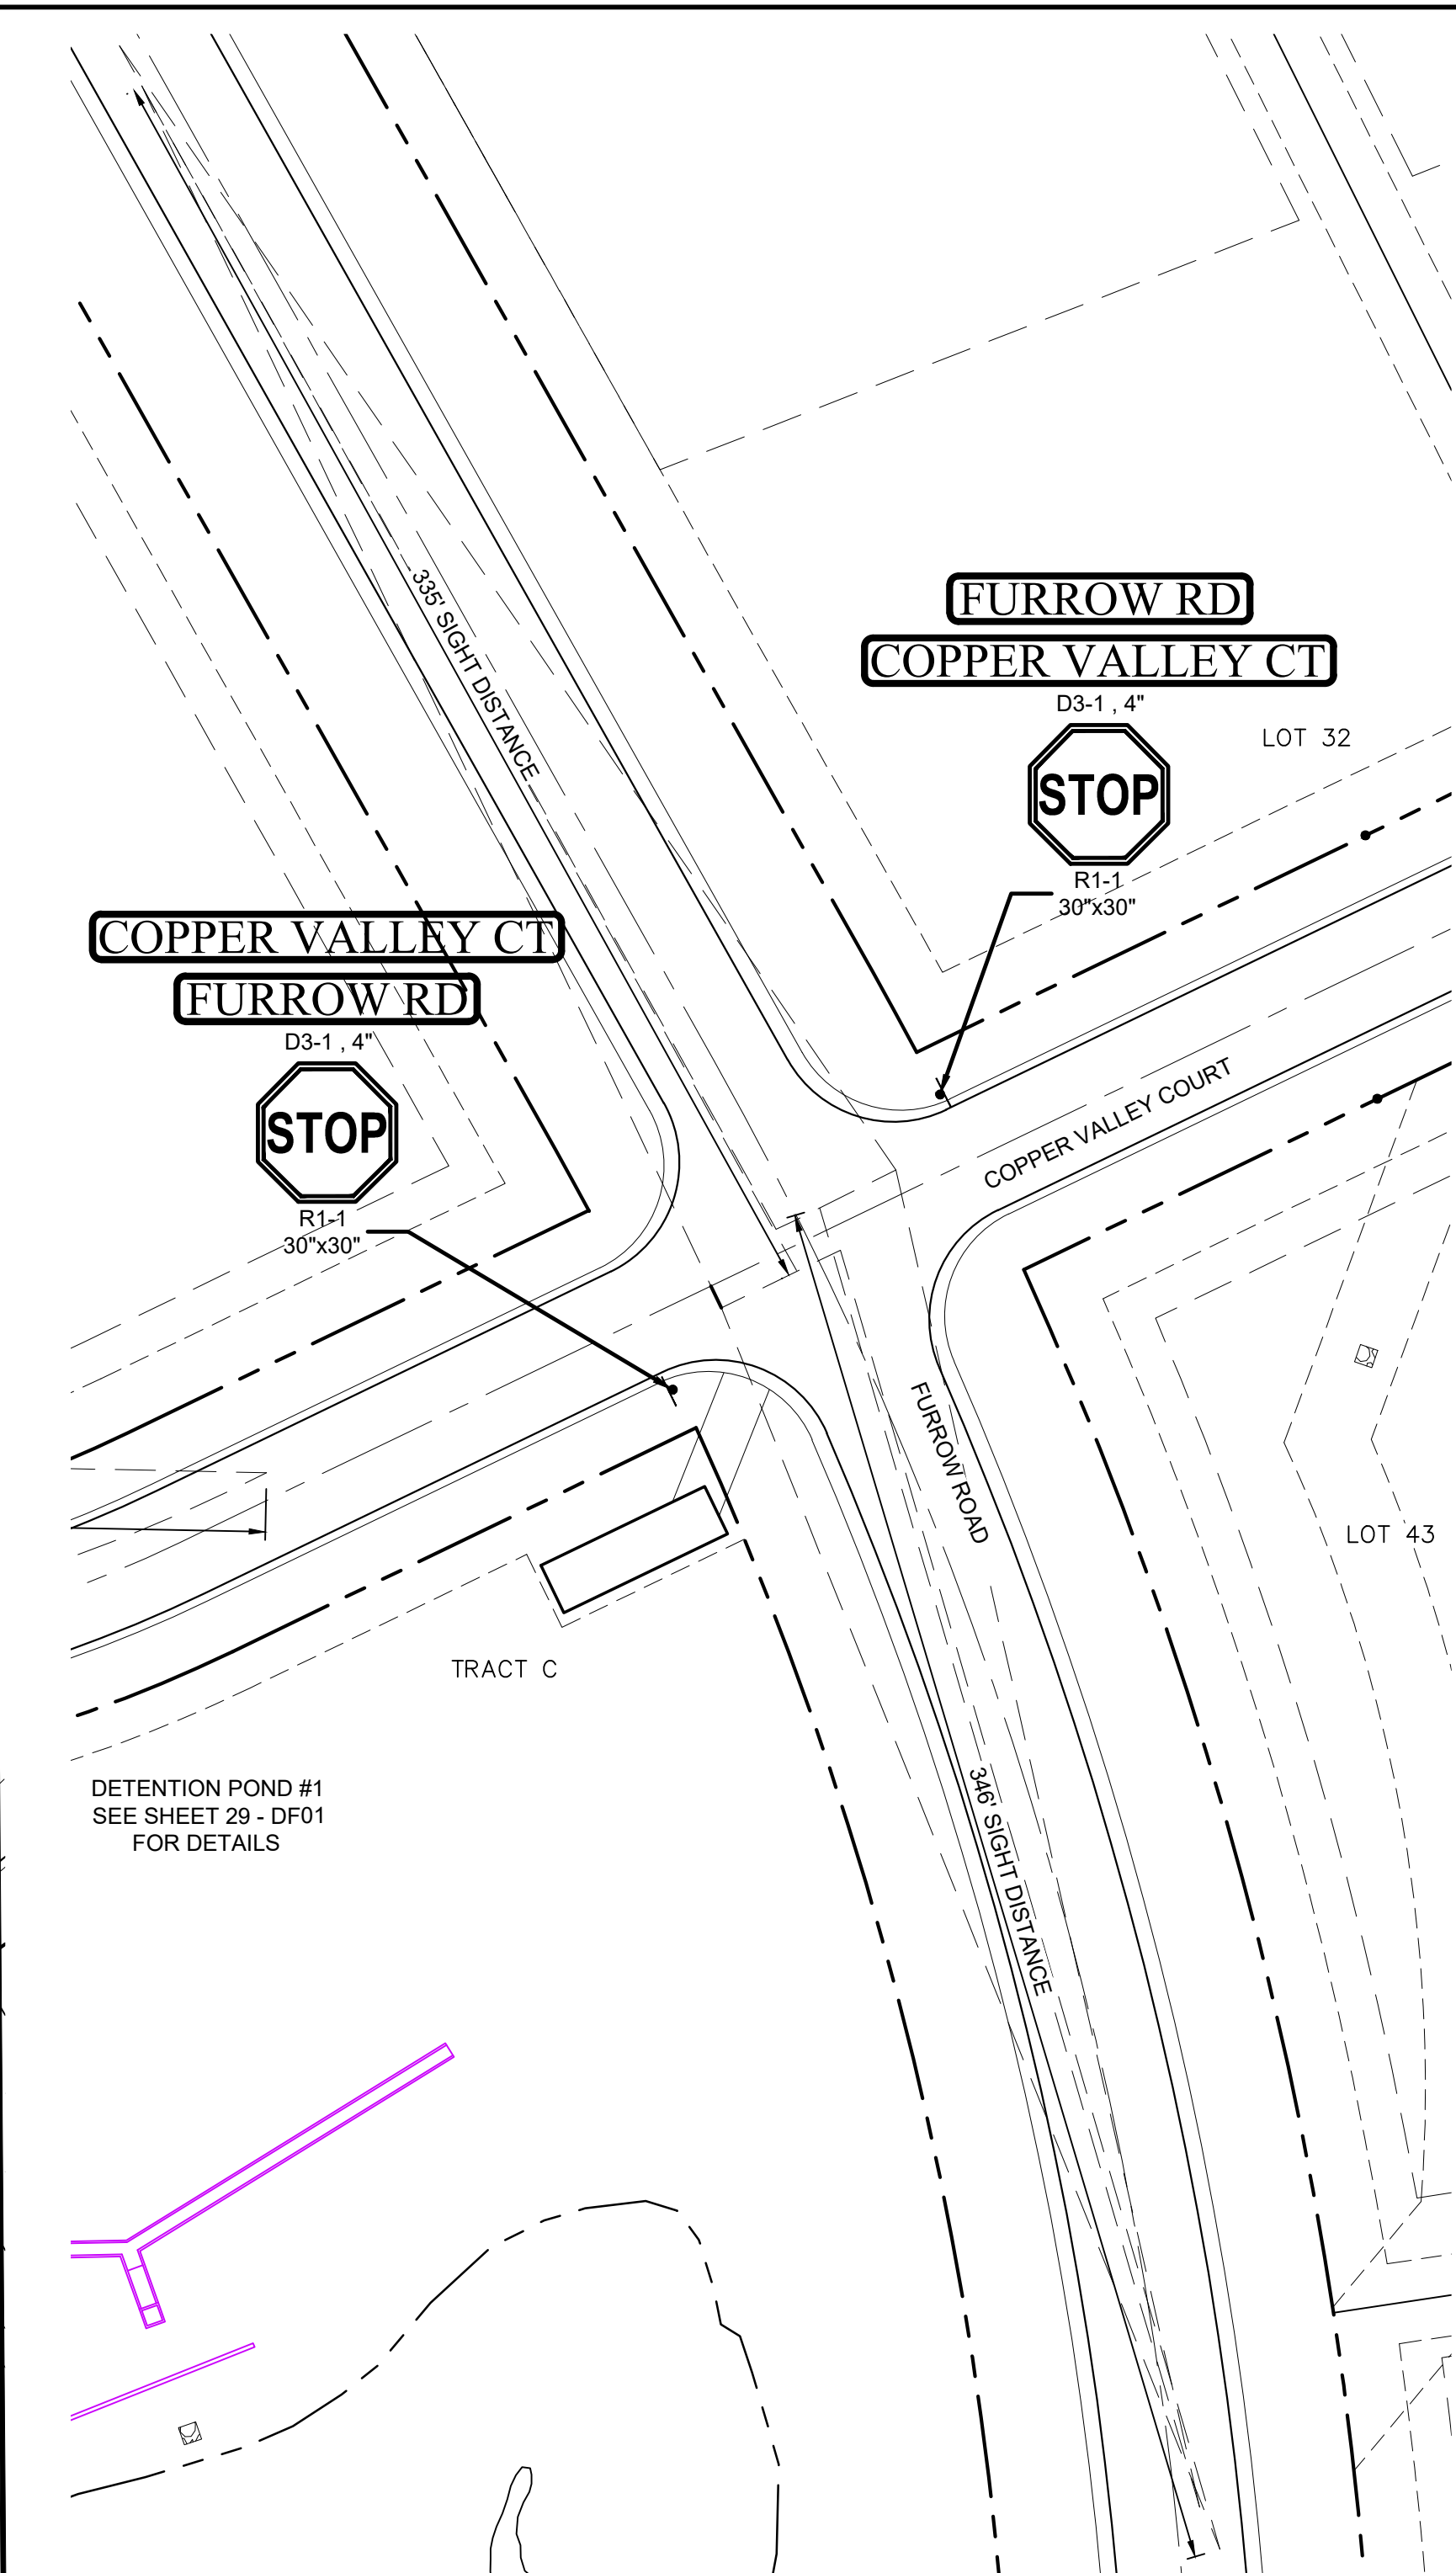 335' SIGHT DISTANCE
FURROW RD
COPPER VALLEY CT
D3-1 , 4"
LOT 32
STOP
R1-1
30"x30"
COPPER VALLEY CT
FURROW RD
D3-1 , 4"
STOP
R1-1
30"x30"
COPPER VALLEY COURT
FURROW ROAD
LOT 43
TRACT C
DETENTION POND #1
SEE SHEET 29 - DF01
FOR DETAILS
346' SIGHT DISTANCE